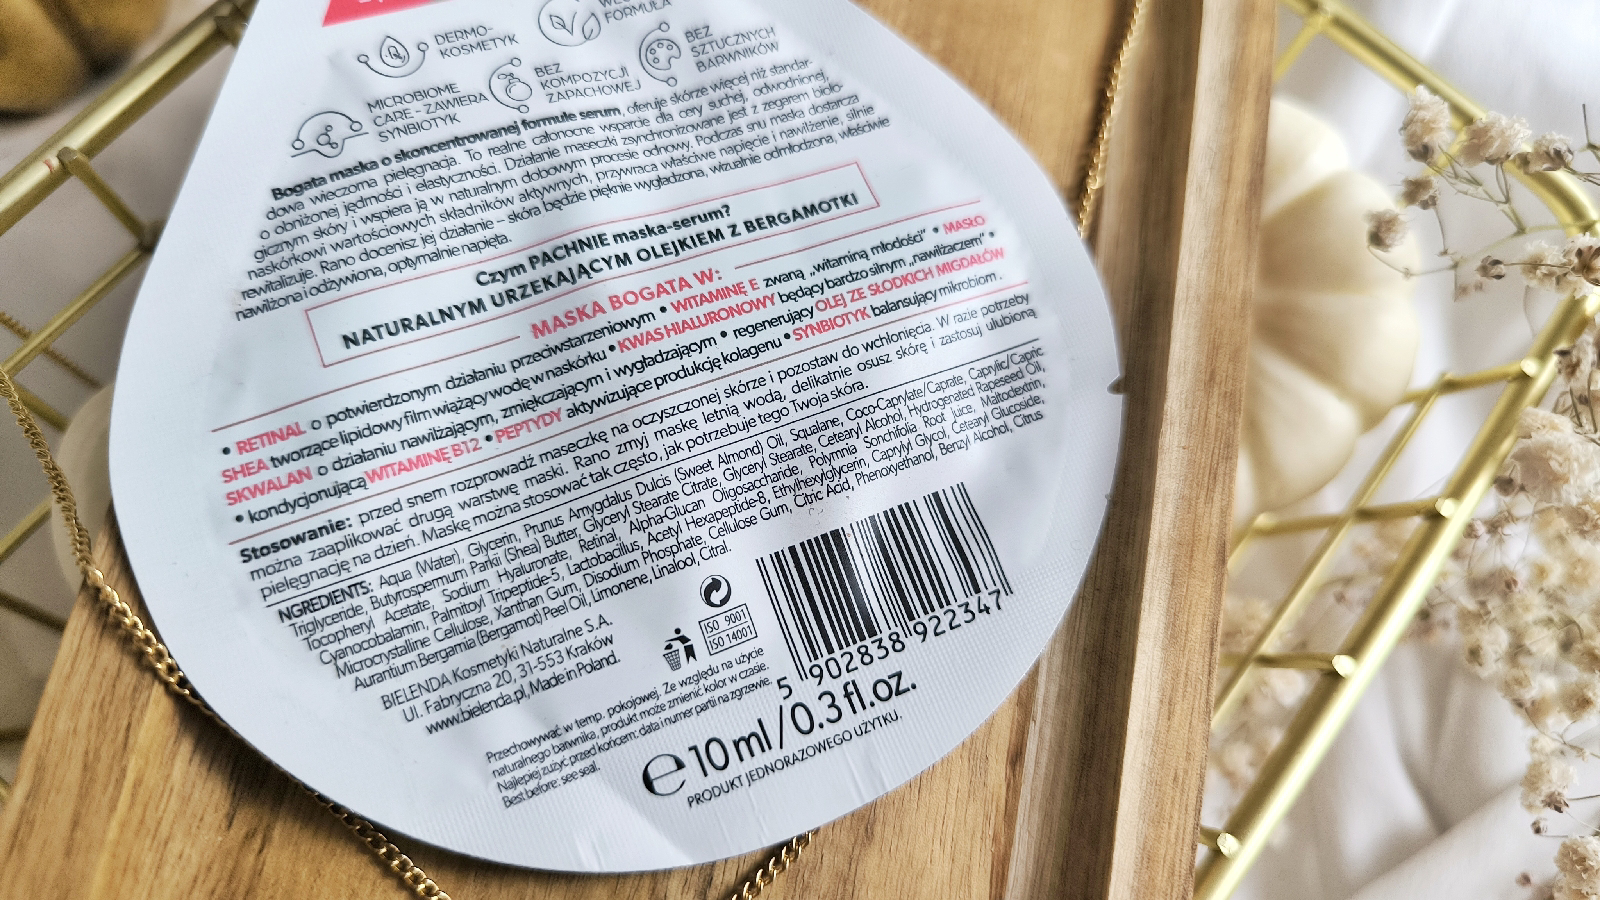 DERMO-
KOSMETYK
FORMUŁA
MICROBIOME
CARE - ZAWIERA
SYNBIOTYK
BEZ
KOMPOZYCJI
ZAPACHOWEJ
BEZ
SZTUCZNYCH
BARWNIKÓW
Bogata maska o skoncentrowanej formule serum, oferuje skórze więcej niż standar-
dowa wieczorna pielęgnacja. To realne całonocne wsparcie dla cery suchej, odwodnionej,
o obniżonej jędrności i elastyczności. Działanie maseczki zsynchronizowane jest z zegarem biolo-
gicznym skóry i wspiera ją w naturalnym dobowym procesie odnowy. Podczas snu maska dostarcza
naskórkowi wartościowych składników aktywnych, przywraca właściwe napięcie i nawilżenie, silnie
rewitalizuje. Rano docenisz jej działanie – skóra będzie pięknie wygładzona, wizualnie odmłodzona, właściwie
nawilżona i odżywiona, optymalnie napięta.
Czym PACHNIE maska-serum?
NATURALNYM URZEKAJĄCYM OLEJKIEM Z BERGAMOTKI
MASKA BOGATA W:
• RETINAL o potwierdzonym działaniu przeciwstarzeniowym • WITAMINĘ E zwaną „witaminą młodości” • MASŁO
SHEA tworzące lipidowy film wiążący wodę w naskórku • KWAS HIALURONOWY będący bardzo silnym „nawilżaczem” •
SKWALAN o działaniu nawilżającym, zmiękczającym i wygładzającym • regenerujący OLEJ ZE SŁODKICH MIGDAŁÓW
• kondycjonującą WITAMINĘ B12 • PEPTYDY aktywizujące produkcję kolagenu • SYNBIOTYK balansujący mikrobiom.
Stosowanie: przed snem rozprowadź maseczkę na oczyszczonej skórze i pozostaw do wchłonięcia. W razie potrzeby
można zaaplikować drugą warstwę maski. Rano zmyj maskę letnią wodą, delikatnie osusz skórę i zastosuj ulubioną
pielęgnację na dzień. Maskę można stosować tak często, jak potrzebuje tego Twoja skóra.
INGREDIENTS: Aqua (Water), Glycerin, Prunus Amygdalus Dulcis (Sweet Almond) Oil, Squalane, Coco-Caprylate/Caprate, Caprylic/Capric
Triglyceride, Butyrospermum Parkii (Shea) Butter, Glyceryl Stearate Citrate, Glyceryl Stearate, Cetearyl Alcohol, Hydrogenated Rapeseed Oil,
Tocopheryl Acetate, Sodium Hyaluronate, Retinal, Alpha-Glucan Oligosaccharide, Polymnia Sonchifolia Root Juice, Maltodextrin,
Cyanocobalamin, Palmitoyl Tripeptide-5, Lactobacillus, Acetyl Hexapeptide-8, Ethylhexylglycerin, Caprylyl Glycol, Cetearyl Glucoside,
Microcrystalline Cellulose, Xanthan Gum, Disodium Phosphate, Cellulose Gum, Citric Acid, Phenoxyethanol, Benzyl Alcohol, Citrus
Aurantium Bergamia (Bergamot) Peel Oil, Limonene, Linalool, Citral.
BIELENDA Kosmetyki Naturalne S.A.
Ul. Fabryczna 20, 31-553 Kraków
www.bielenda.pl, Made in Poland.
ISO 9001
ISO 14001
Przechowywać w temp. pokojowej. Ze względu na użycie
naturalnego barwnika, produkt może zmienić kolor w czasie.
Najlepiej zużyć przed końcem: data i numer partii na zgrzewie.
Best before: see seal.
5 902838 922347
e 10 ml / 0.3 fl.oz.
PRODUKT JEDNORAZOWEGO UŻYTKU.